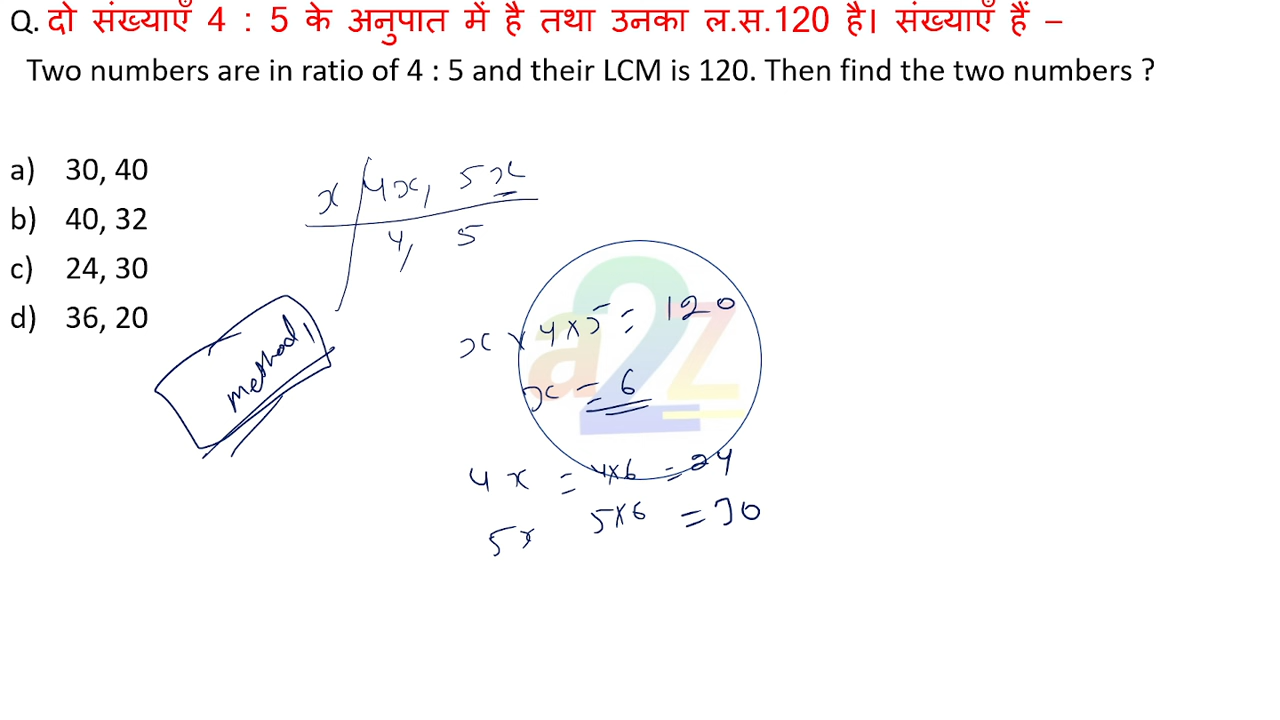 Q. दो संख्याएँ 4 : 5 के अनुपात में है तथा उनका ल.स.120 है। संख्याएँ हैं –
Two numbers are in ratio of 4 : 5 and their LCM is 120. Then find the two numbers ?
a) 30, 40
b) 40, 32
c) 24, 30
d) 36, 20
x 4x, 5x
4, 5
method 1
a2z
x × 4×5 = 120
x = 6
4x = 4×6 = 24
5x 5×6 = 30